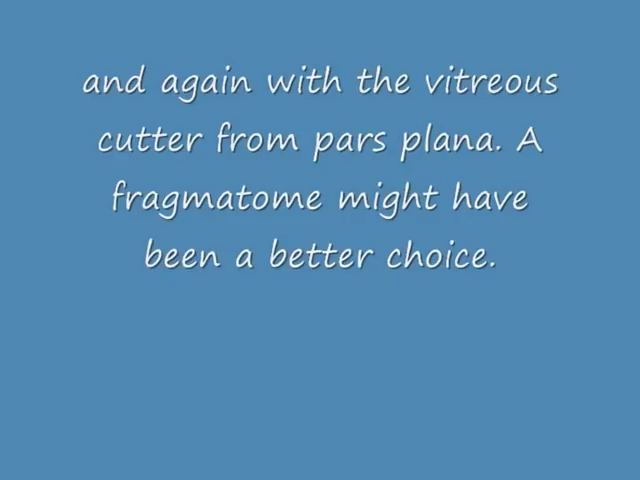 and again with the vitreous
cutter from pars plana. A
fragmatome might have
been a better choice.